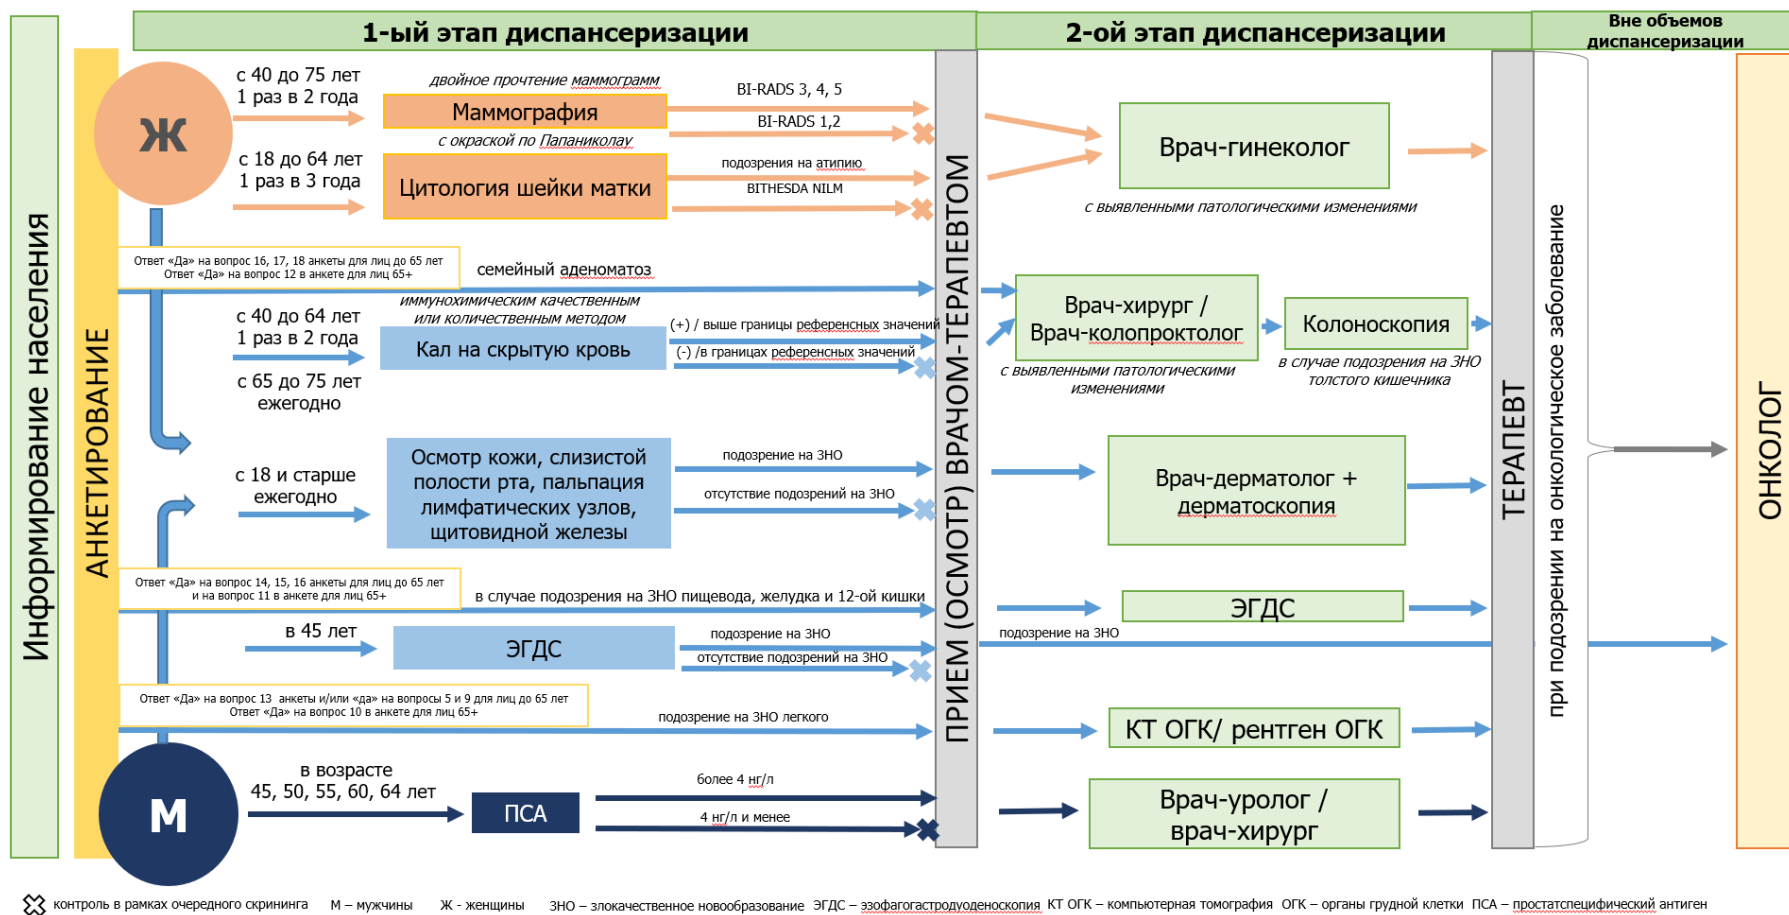 Информирование населения
АНКЕТИРОВАНИЕ
1-ый этап диспансеризации
2-ой этап диспансеризации
Вне объемов
диспансеризации
Ж
с 40 до 75 лет
1 раз в 2 года
двойное прочтение маммограмм
Маммография
BI-RADS 3, 4, 5
BI-RADS 1,2
с окраской по Папаниколау
с 18 до 64 лет
1 раз в 3 года
Цитология шейки матки
подозрения на атипию
BITHESDA NILM
Врач-гинеколог
с выявленными патологическими изменениями
Ответ «Да» на вопрос 16, 17, 18 анкеты для лиц до 65 лет
Ответ «Да» на вопрос 12 в анкете для лиц 65+
семейный аденоматоз
иммунохимическим качественным
или количественным методом
с 40 до 64 лет
1 раз в 2 года
Кал на скрытую кровь
(+) / выше границы референсных значений
(-) /в границах референсных значений
с 65 до 75 лет
ежегодно
Врач-хирург /
Врач-колопроктолог
с выявленными патологическими
изменениями
Колоноскопия
в случае подозрения на ЗНО
толстого кишечника
с 18 и старше
ежегодно
Осмотр кожи, слизистой
полости рта, пальпация
лимфатических узлов,
щитовидной железы
подозрение на ЗНО
отсутствие подозрений на ЗНО
Врач-дерматолог +
дерматоскопия
Ответ «Да» на вопрос 14, 15, 16 анкеты для лиц до 65 лет
и на вопрос 11 в анкете для лиц 65+
в случае подозрения на ЗНО пищевода, желудка и 12-ой кишки
ЭГДС
в 45 лет
ЭГДС
подозрение на ЗНО
отсутствие подозрений на ЗНО
подозрение на ЗНО
Ответ «Да» на вопрос 13 анкеты и/или «да» на вопросы 5 и 9 для лиц до 65 лет
Ответ «Да» на вопрос 10 в анкете для лиц 65+
подозрение на ЗНО легкого
КТ ОГК/ рентген ОГК
М
в возрасте
45, 50, 55, 60, 64 лет
ПСА
более 4 нг/л
4 нг/л и менее
Врач-уролог /
врач-хирург
ПРИЕМ (ОСМОТР) ВРАЧОМ-ТЕРАПЕВТОМ
ТЕРАПЕВТ
при подозрении на онкологическое заболевание
ОНКОЛОГ
контроль в рамках очередного скрининга М – мужчины Ж - женщины ЗНО – злокачественное новообразование ЭГДС – эзофагогастродуоденоскопия КТ ОГК – компьютерная томография ОГК – органы грудной клетки ПСА – простатспецифический антиген